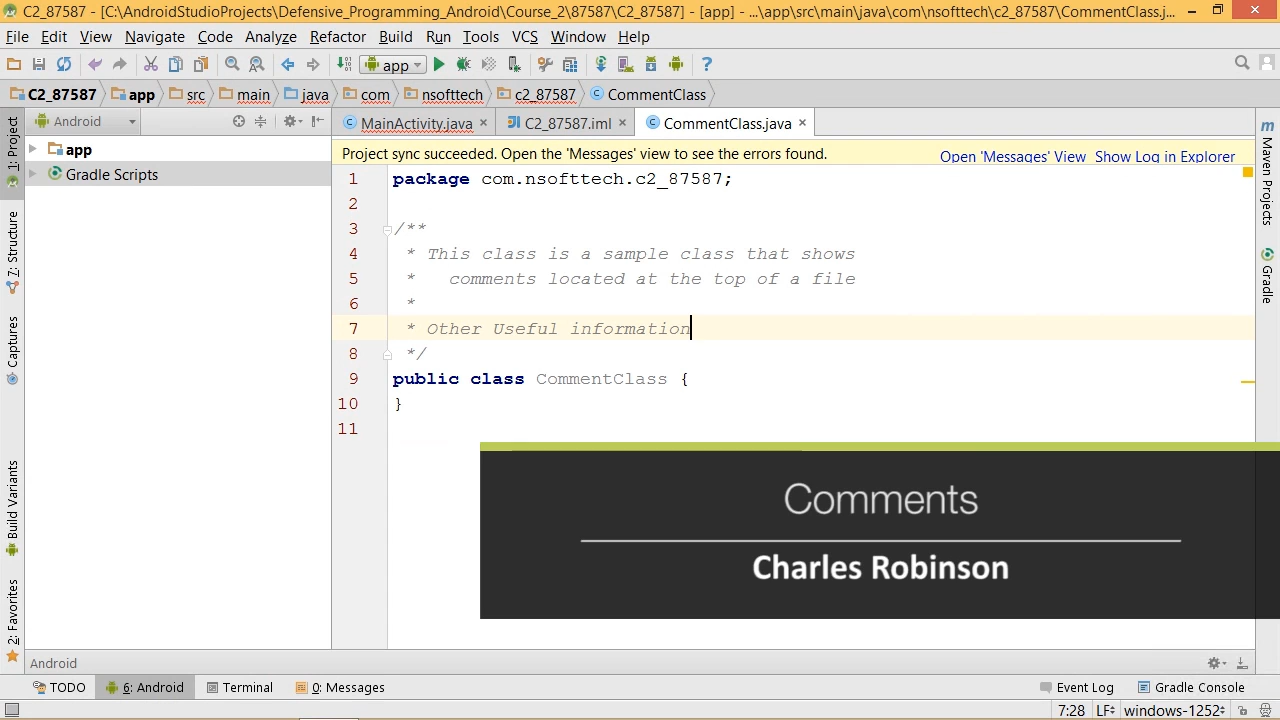 C2_87587 - [C:\AndroidStudioProjects\Defensive_Programming_Android\Course_2\87587\C2_87587] - [app] - ...\app\src\main\java\com\nsofttech\c2_87587\CommentClass.j...
File Edit View Navigate Code Analyze Refactor Build Run Tools VCS Window Help
app
C2_87587 app src main java com nsofttech c2_87587 CommentClass
1: Project
Android
MainActivity.java
C2_87587.iml
CommentClass.java
Project sync succeeded. Open the 'Messages' view to see the errors found.
Open 'Messages' View Show Log in Explorer
app
Gradle Scripts
7: Structure
Captures
Build Variants
2: Favorites
m Maven Projects
Gradle
1 package com.nsofttech.c2_87587;
2
3 /**
4 * This class is a sample class that shows
5 *   comments located at the top of a file
6 *
7 * Other Useful information
8 */
9 public class CommentClass {
10 }
11
Comments
Charles Robinson
Android
TODO 6: Android Terminal 0: Messages Event Log Gradle Console
7:28 LF windows-1252